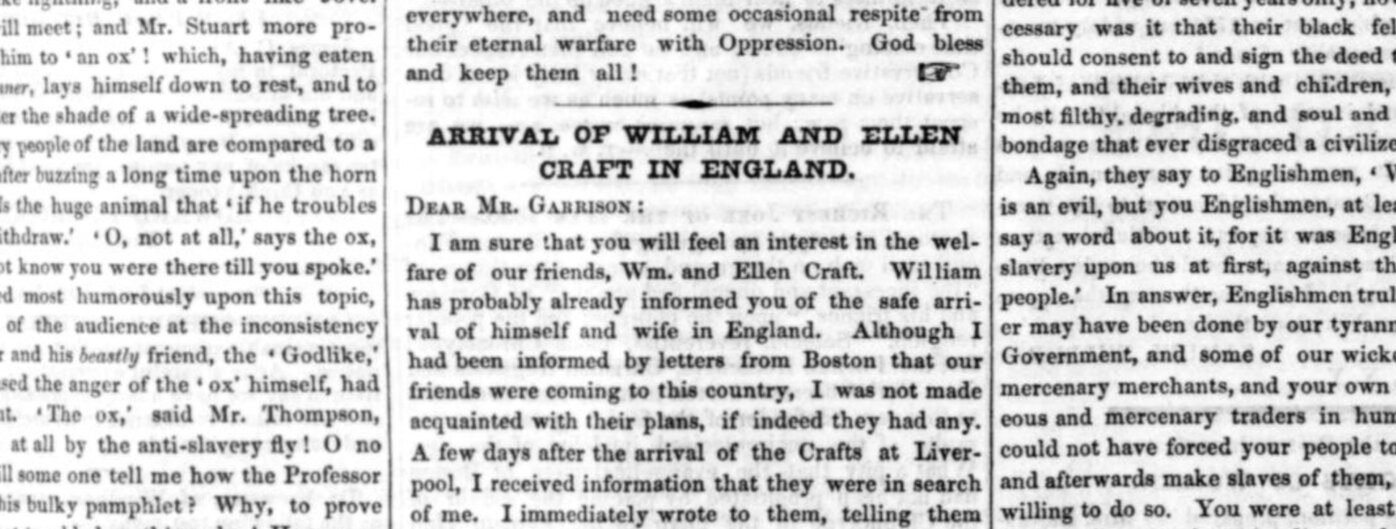 ke lightning, and a front like Jove.
ill meet; and Mr. Stuart more pro-
him to ‘an ox’! which, having eaten
nner, lays himself down to rest, and to
er the shade of a wide-spreading tree.
y people of the land are compared to a
after buzzing a long time upon the horn
ls the huge animal that ‘if he troubles
ithdraw.’ ‘O, not at all,’ says the ox,
ot know you were there till you spoke.’
ed most humorously upon this topic,
of the audience at the inconsistency
r and his beastly friend, the ‘Godlike,’
sed the anger of the ‘ox’ himself, had
nt. ‘The ox,’ said Mr. Thompson,
at all by the anti-slavery fly! O no
ill some one tell me how the Professor
his bulky pamphlet? Why, to prove
everywhere, and need some occasional respite from
their eternal warfare with Oppression. God bless
and keep them all! ☞
ARRIVAL OF WILLIAM AND ELLEN
CRAFT IN ENGLAND.
DEAR MR. GARRISON:
I am sure that you will feel an interest in the wel-
fare of our friends, Wm. and Ellen Craft. William
has probably already informed you of the safe arri-
val of himself and wife in England. Although I
had been informed by letters from Boston that our
friends were coming to this country, I was not made
acquainted with their plans, if indeed they had any.
A few days after the arrival of the Crafts at Liver-
pool, I received information that they were in search
of me. I immediately wrote to them, telling them
dered for five or seven years only, how
cessary was it that their black fel
should consent to and sign the deed t
them, and their wives and children,
most filthy, degrading, and soul and
bondage that ever disgraced a civilize
Again, they say to Englishmen, ‘
is an evil, but you Englishmen, at lea
say a word about it, for it was Engl
slavery upon us at first, against th
people.’ In answer, Englishmen trul
er may have been done by our tyrann
Government, and some of our wicke
mercenary merchants, and your own
eous and mercenary traders in hum
could not have forced your people to
and afterwards make slaves of them,
willing to do so. You were at least